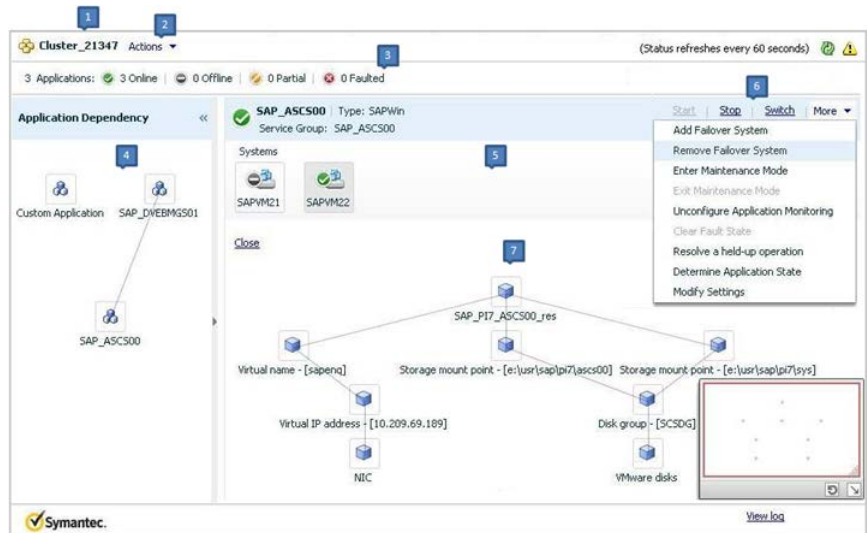 1
2
Cluster_21347 Actions
(Status refreshes every 60 seconds)
3
3 Applications: 3 Online | 0 Offline | 0 Partial | 0 Faulted
6
Application Dependency «
SAP_ASCS00 | Type: SAPWin
Service Group: SAP_ASCS00
Start | Stop | Switch | More
Add Failover System
Remove Failover System
Enter Maintenance Mode
Exit Maintenance Mode
Unconfigure Application Monitoring
Clear Fault State
Resolve a held-up operation
Determine Application State
Modify Settings
4
Custom Application
SAP_DVEBMGS01
SAP_ASCS00
5
Systems
SAPVM21
SAPVM22
Close
7
SAP_PI7_ASCS00_res
Virtual name - [sapenq]
Storage mount point - [e:\usr\sap\pi7\ascs00]
Storage mount point - [e:\usr\sap\pi7\sys]
Virtual IP address - [10.209.69.189]
Disk group - [SCSDG]
NIC
VMware disks
Symantec.
View log